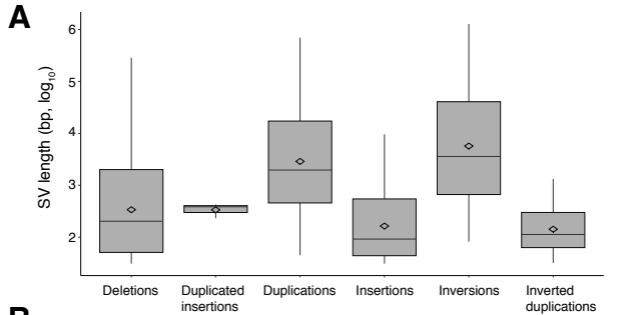 A
SV length (bp, log10)
6
5
4
3
2
Deletions
Duplicated
insertions
Duplications
Insertions
Inversions
Inverted
duplications
B